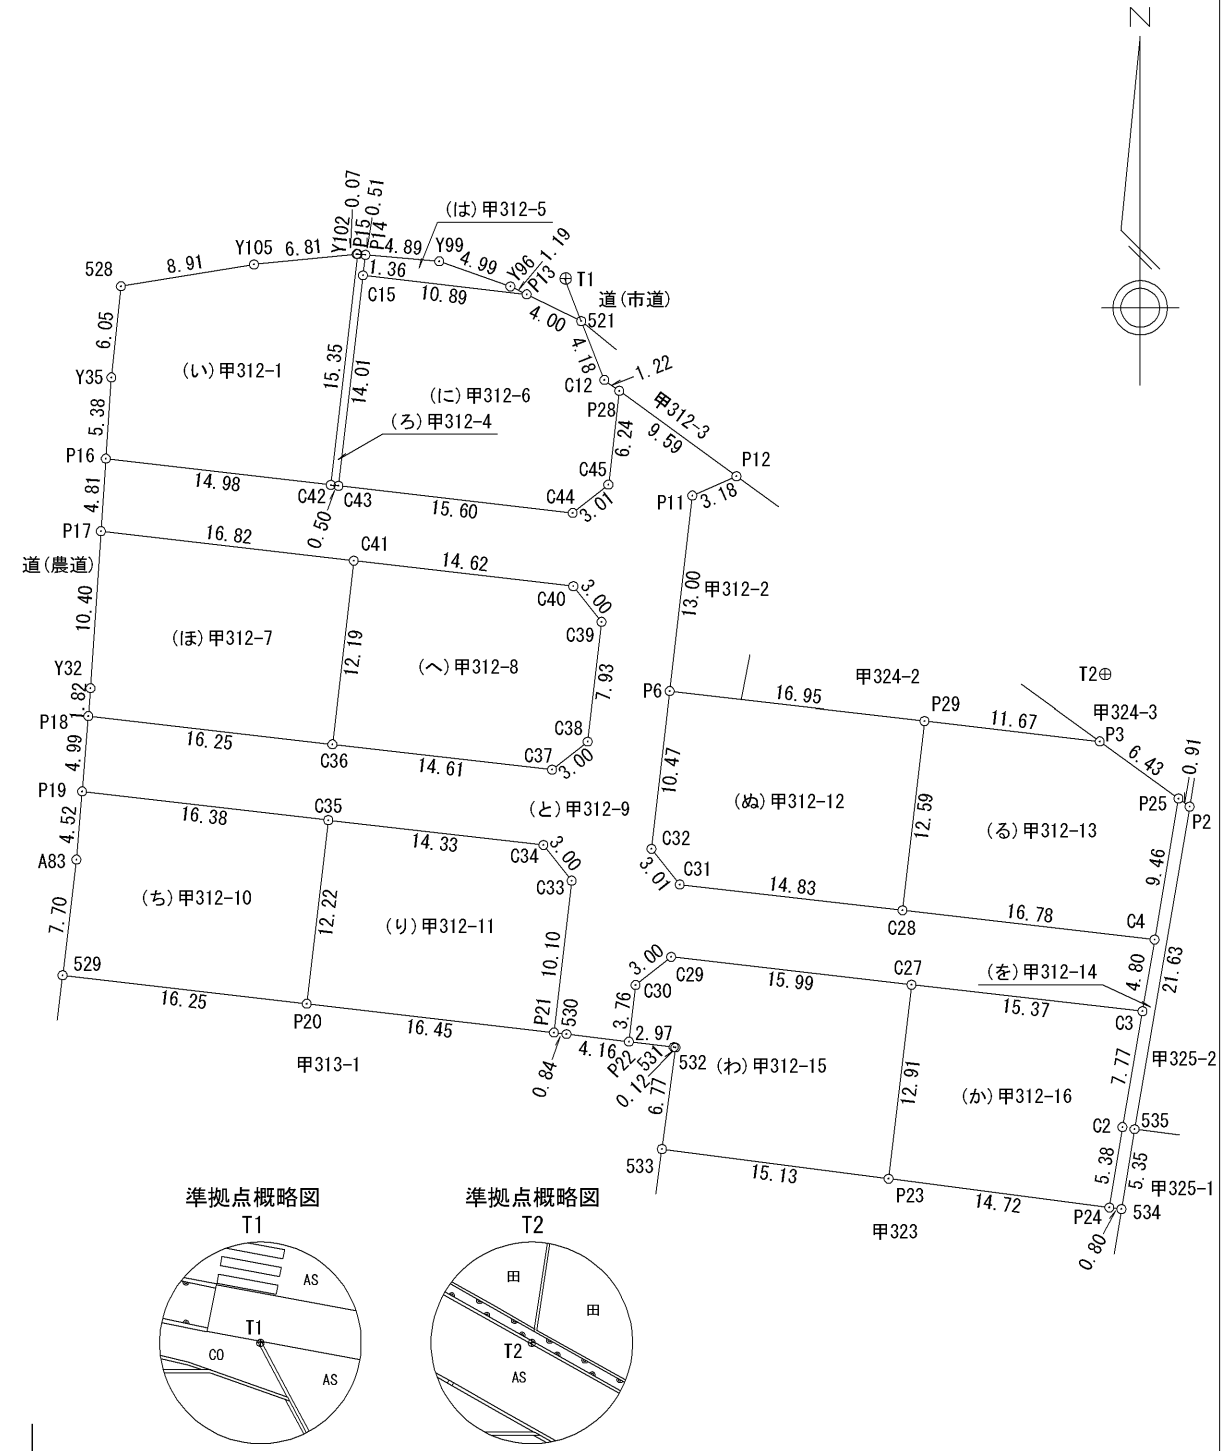 N
0.07
0.51
Y102
P15
P14
(は)甲312-5
Y105
6.81
4.89
Y99
1.19
528
8.91
4.99
Y96
P13
T1
1.36
C15
10.89
道(市道)
4.00
521
6.05
15.35
14.01
4.18
1.22
(い)甲312-1
Y35
C12
(に)甲312-6
P28
甲312-3
5.38
(ろ)甲312-4
6.24
9.59
P16
P12
14.98
C42
C43
C45
P11
3.18
4.81
15.60
C44
3.01
0.50
P17
16.82
C41
道(農道)
14.62
3.00
C40
13.00
甲312-2
10.40
C39
(ほ)甲312-7
12.19
(へ)甲312-8
7.93
Y32
1.82
P6
16.95
甲324-2
T2
P29
甲324-3
P18
16.25
C36
C38
11.67
P3
4.99
14.61
C37
3.00
6.43
0.91
10.47
P19
16.38
C35
(と)甲312-9
(ぬ)甲312-12
12.59
P25
P2
4.52
14.33
C34
3.00
(る)甲312-13
A83
C32
3.01
C31
9.46
C33
14.83
7.70
(ち)甲312-10
12.22
(り)甲312-11
C28
16.78
C4
10.10
3.00
529
C29
15.99
C27
(を)甲312-14
4.80
21.63
16.25
P20
C30
15.37
3.76
C3
16.45
P21
530
4.16
2.97
甲313-1
0.84
P22
531
0.12
532
(わ)甲312-15
12.91
7.77
甲325-2
6.77
(か)甲312-16
C2
535
533
15.13
P23
5.38
5.35
甲325-1
14.72
P24
534
甲323
0.80
準拠点概略図
T1
AS
T1
CO
AS
準拠点概略図
T2
田
田
T2
AS